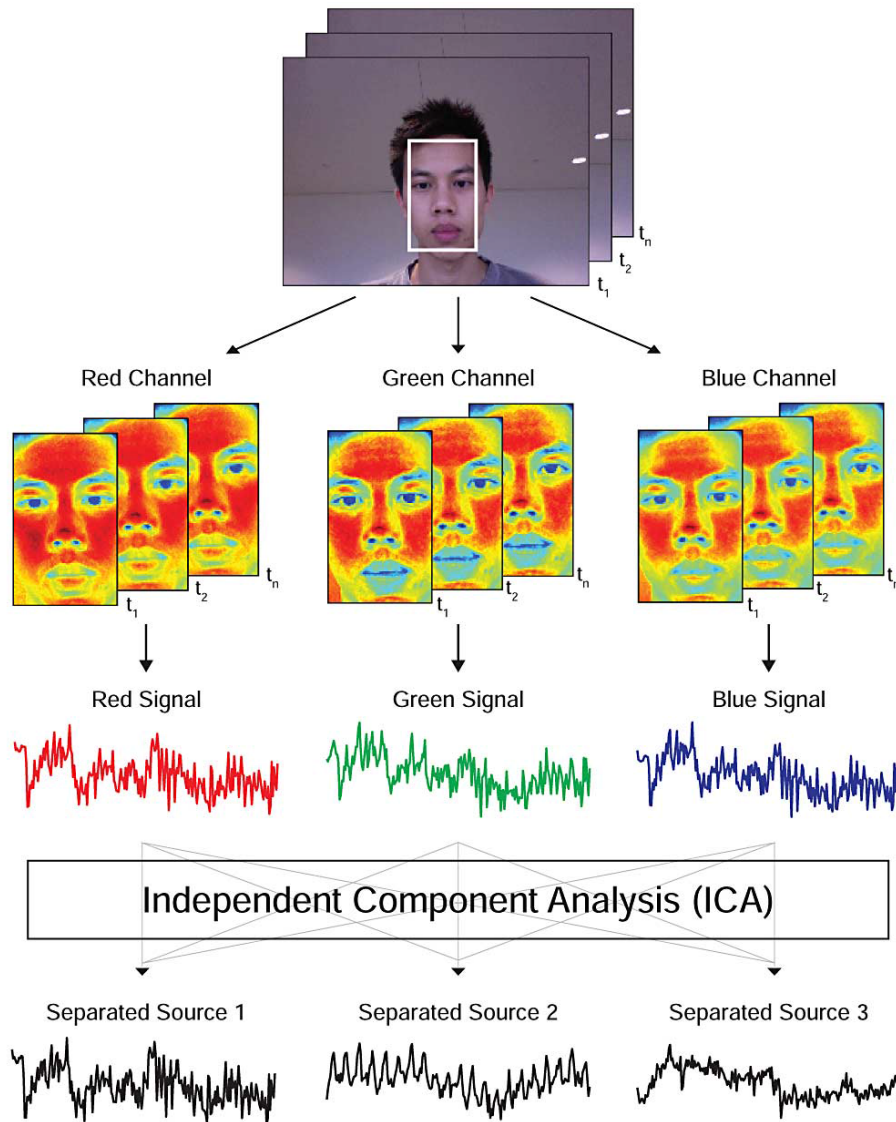 t1
t2
tn
Red Channel
Green Channel
Blue Channel
t1
t2
tn
t1
t2
tn
t1
t2
tn
Red Signal
Green Signal
Blue Signal
Independent Component Analysis (ICA)
Separated Source 1
Separated Source 2
Separated Source 3